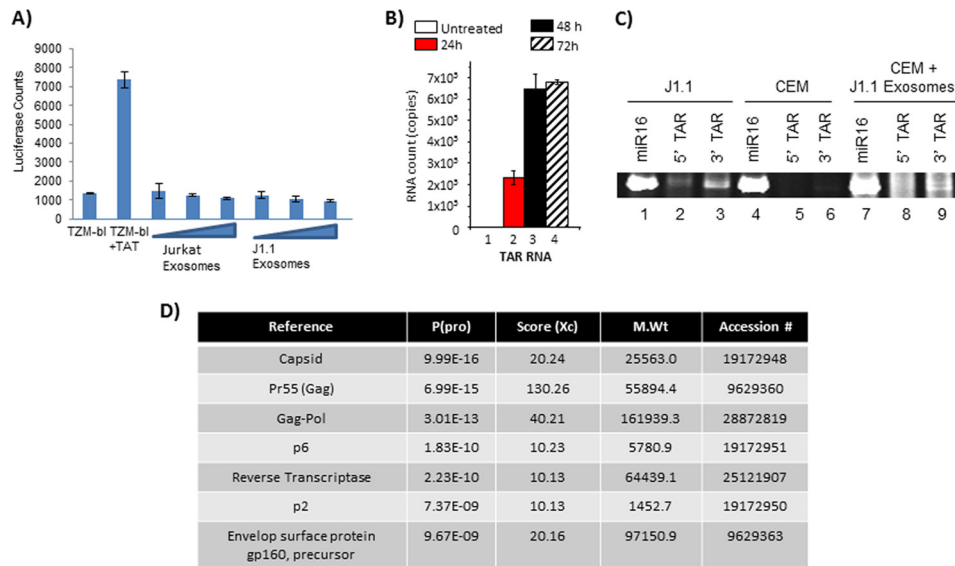 A)
Luciferase Counts
9000
8000
7000
6000
5000
4000
3000
2000
1000
0
TZM-bl
TZM-bl
+TAT
Jurkat
Exosomes
J1.1
Exosomes
B)
Untreated
48 h
24h
72h
RNA count (copies)
7x10⁵
6x10⁵
5x10⁵
4x10⁵
3x10⁵
2x10⁵
1x10⁵
0
1 2 3 4
TAR RNA
C)
J1.1
CEM
CEM +
J1.1 Exosomes
miR16
5' TAR
3' TAR
miR16
5' TAR
3' TAR
miR16
5' TAR
3' TAR
1 2 3 4 5 6 7 8 9
D)
Reference P(pro) Score (Xc) M.Wt Accession #
Capsid 9.99E-16 20.24 25563.0 19172948
Pr55 (Gag) 6.99E-15 130.26 55894.4 9629360
Gag-Pol 3.01E-13 40.21 161939.3 28872819
p6 1.83E-10 10.23 5780.9 19172951
Reverse Transcriptase 2.23E-10 10.13 64439.1 25121907
p2 7.37E-09 10.13 1452.7 19172950
Envelop surface protein
gp160, precursor 9.67E-09 20.16 97150.9 9629363